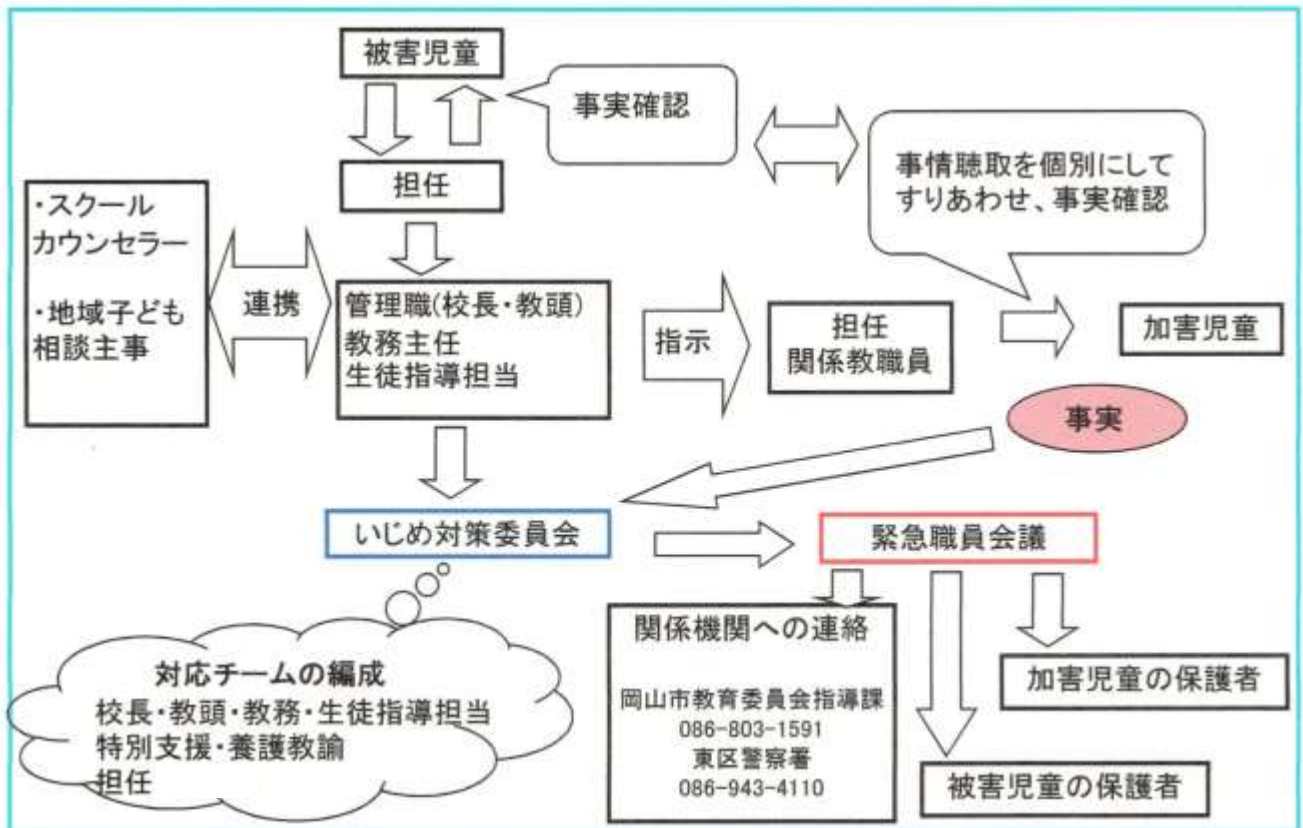 被害児童
事実確認
事情聴取を個別にして
すりあわせ、事実確認
担任
・スクール
カウンセラー
・地域子ども
相談主事
連携
管理職(校長・教頭)
教務主任
生徒指導担当
指示
担任
関係教職員
加害児童
事実
いじめ対策委員会
緊急職員会議
対応チームの編成
校長・教頭・教務・生徒指導担当
特別支援・養護教諭
担任
関係機関への連絡
岡山市教育委員会指導課
086-803-1591
東区警察署
086-943-4110
加害児童の保護者
被害児童の保護者